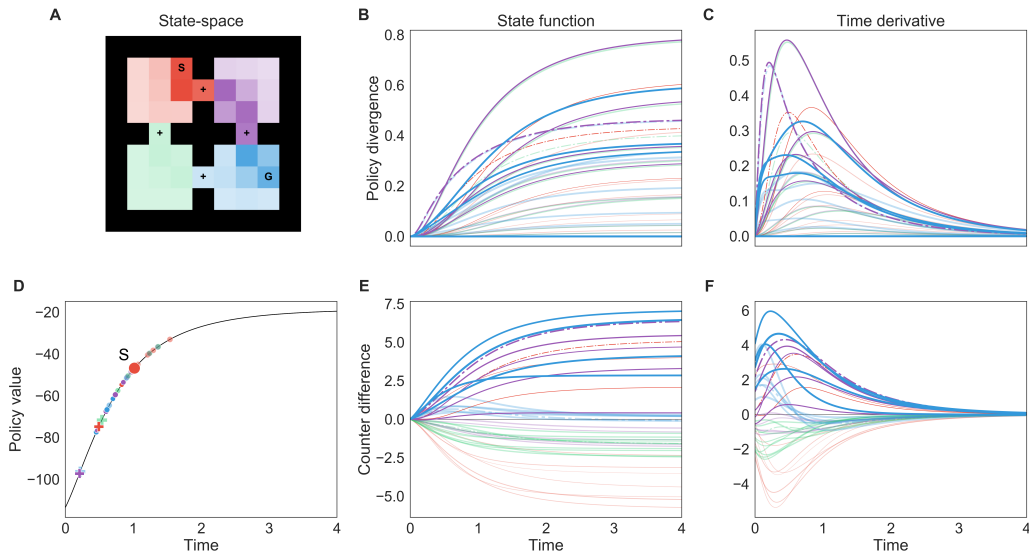 A
State-space
S
+
+
+
+
G
B
State function
Policy divergence
0.8
0.6
0.4
0.2
0.0
C
Time derivative
0.5
0.4
0.3
0.2
0.1
0.0
D
Policy value
−20
−40
−60
−80
−100
S
0
1
2
3
4
Time
E
Counter difference
7.5
5.0
2.5
0.0
−2.5
−5.0
0
1
2
3
4
Time
F
6
4
2
0
−2
−4
0
1
2
3
4
Time